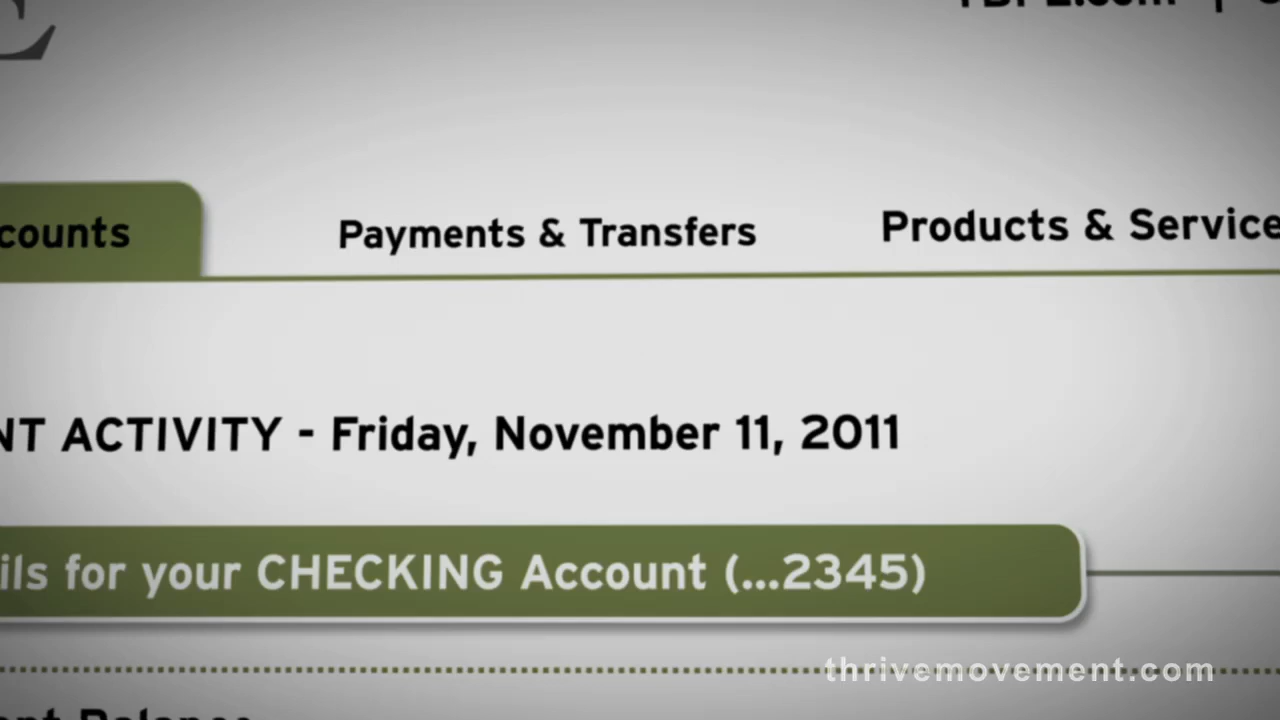 counts Payments & Transfers Products & Service
NT ACTIVITY - Friday, November 11, 2011
ils for your CHECKING Account (...2345)
thrivemovement.com